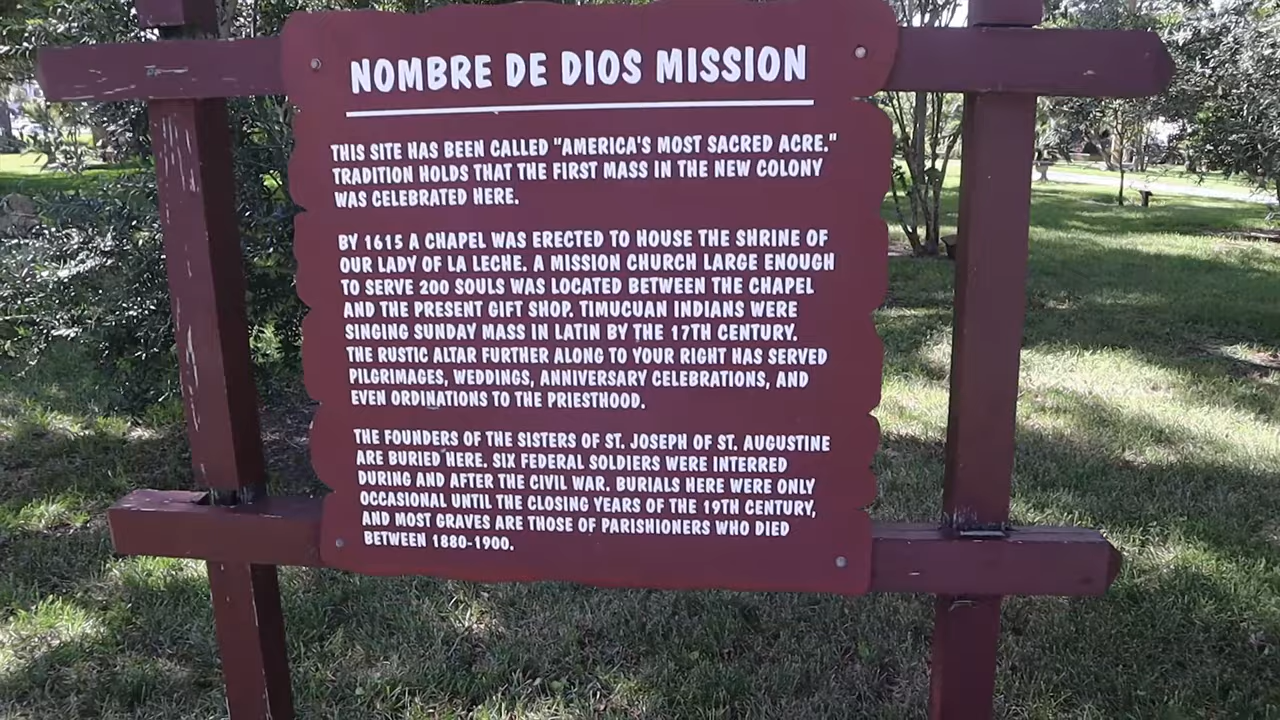 NOMBRE DE DIOS MISSION
THIS SITE HAS BEEN CALLED "AMERICA'S MOST SACRED ACRE."
TRADITION HOLDS THAT THE FIRST MASS IN THE NEW COLONY
WAS CELEBRATED HERE.
BY 1615 A CHAPEL WAS ERECTED TO HOUSE THE SHRINE OF
OUR LADY OF LA LECHE. A MISSION CHURCH LARGE ENOUGH
TO SERVE 200 SOULS WAS LOCATED BETWEEN THE CHAPEL
AND THE PRESENT GIFT SHOP. TIMUCUAN INDIANS WERE
SINGING SUNDAY MASS IN LATIN BY THE 17TH CENTURY.
THE RUSTIC ALTAR FURTHER ALONG TO YOUR RIGHT HAS SERVED
PILGRIMAGES, WEDDINGS, ANNIVERSARY CELEBRATIONS, AND
EVEN ORDINATIONS TO THE PRIESTHOOD.
THE FOUNDERS OF THE SISTERS OF ST. JOSEPH OF ST. AUGUSTINE
ARE BURIED HERE. SIX FEDERAL SOLDIERS WERE INTERRED
DURING AND AFTER THE CIVIL WAR. BURIALS HERE WERE ONLY
OCCASIONAL UNTIL THE CLOSING YEARS OF THE 19TH CENTURY,
AND MOST GRAVES ARE THOSE OF PARISHIONERS WHO DIED
BETWEEN 1880-1900.